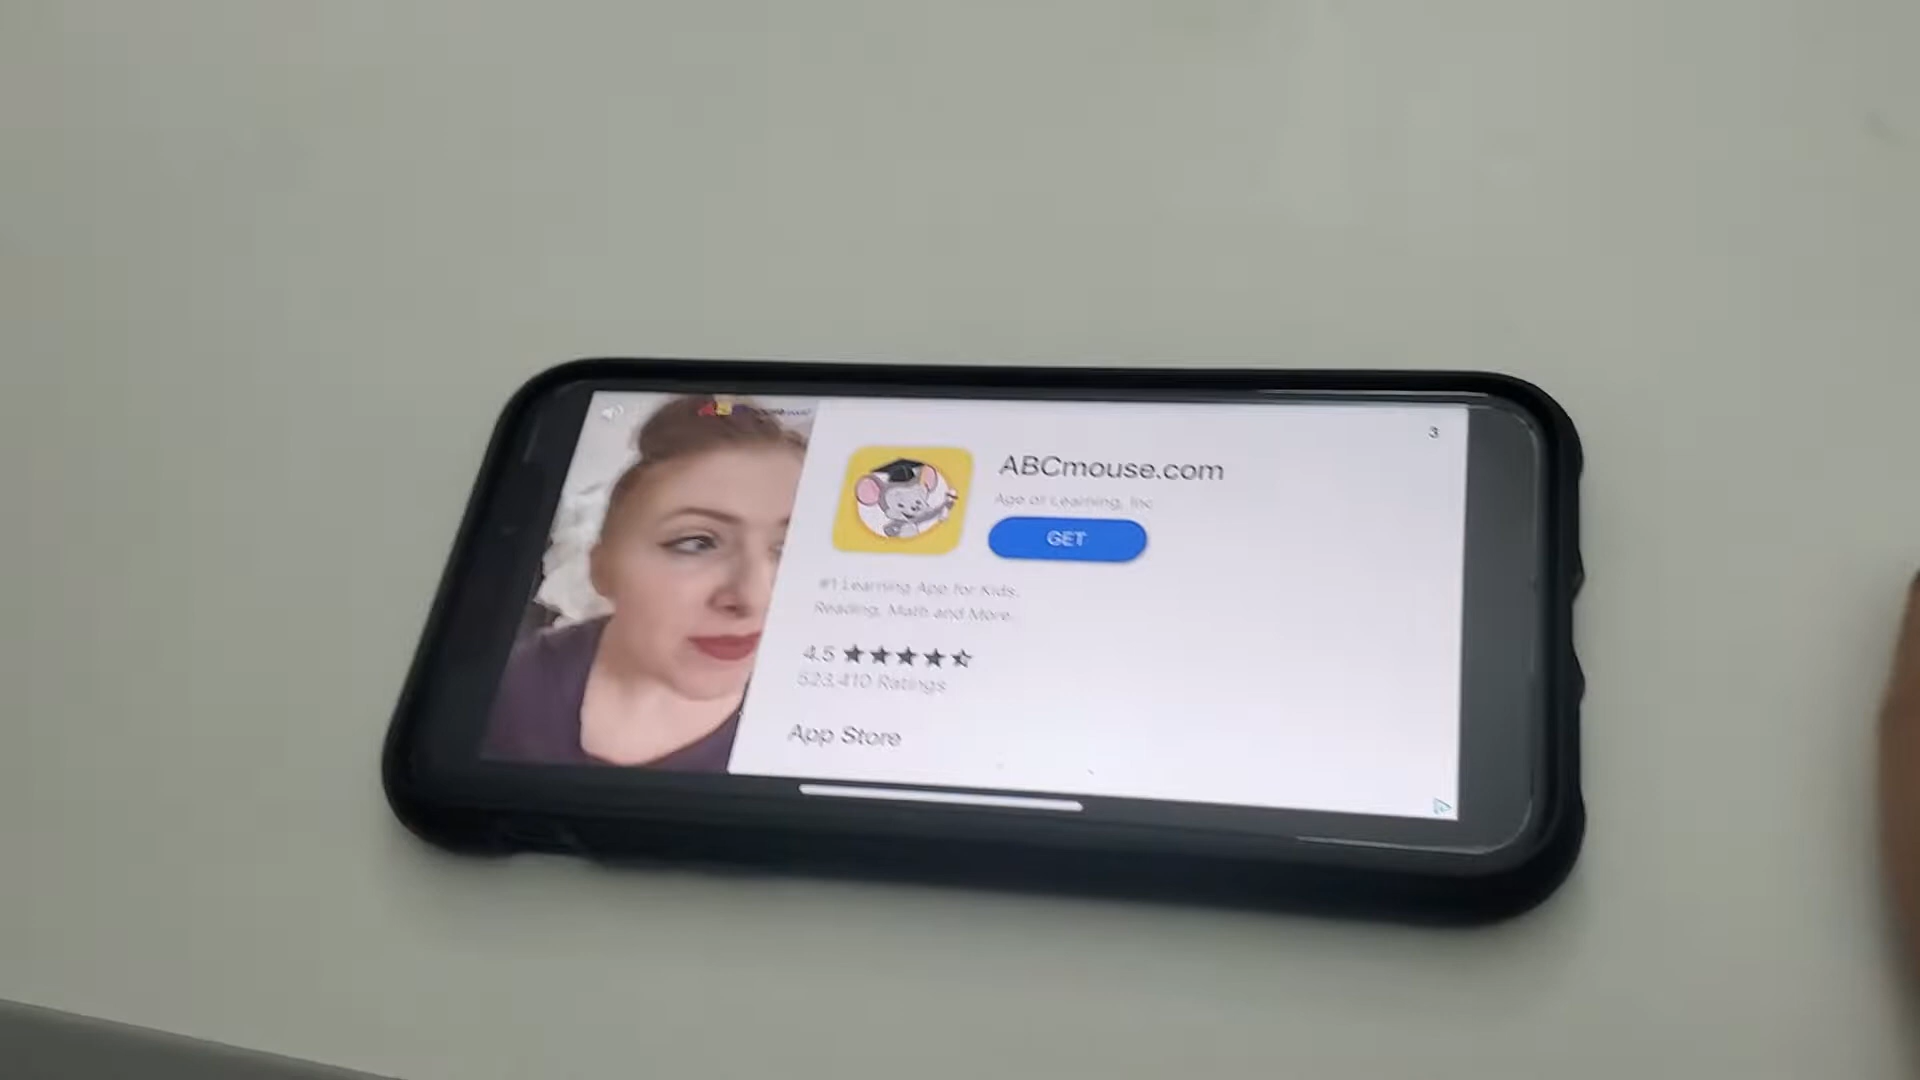 3
ABCmouse.com
Age of Learning, Inc
GET
#1 Learning App for Kids.
Reading, Math and More.
4.5
523,410 Ratings
App Store